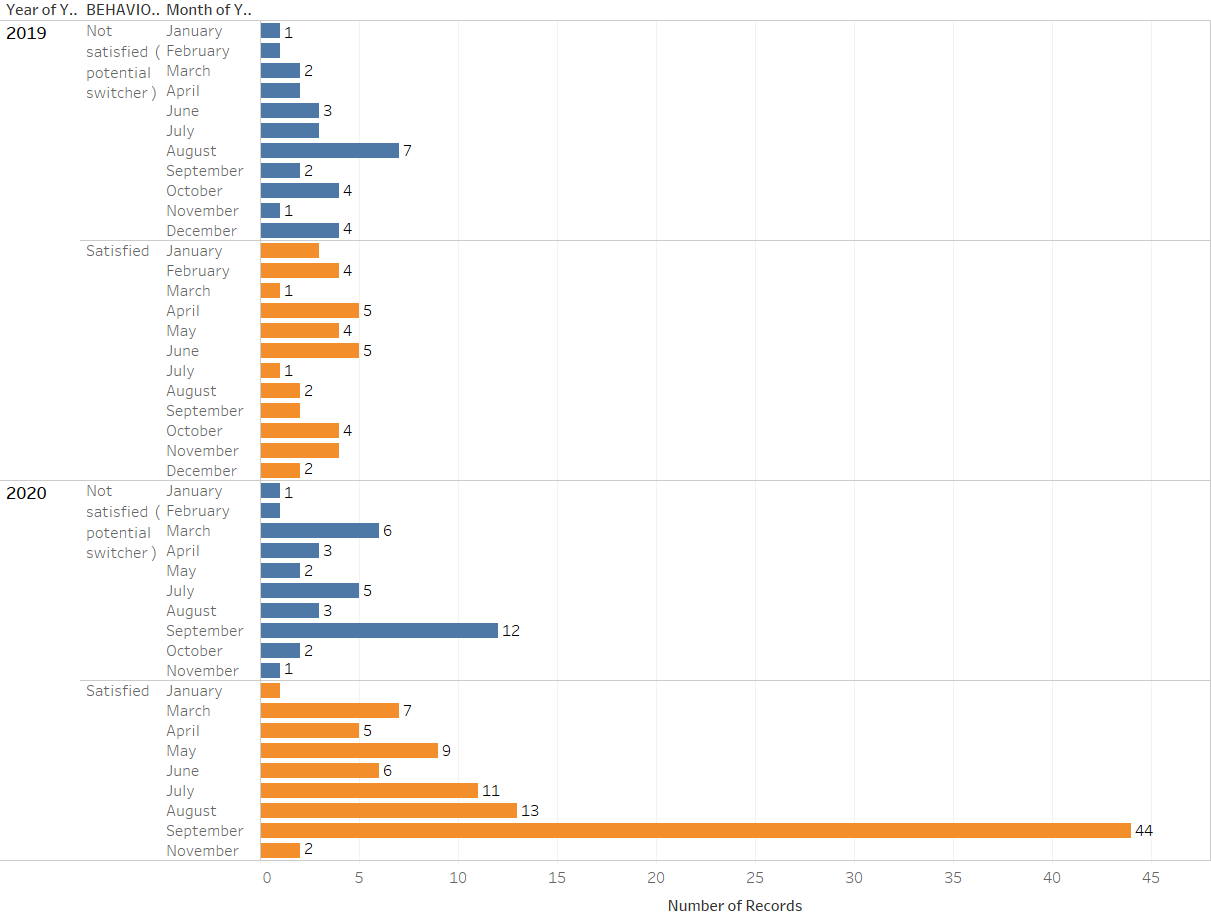 Year of Y.. BEHAVIO.. Month of Y..
2019 Not January 1
satisfied ( February
potential March 2
switcher ) April
June 3
July
August 7
September 2
October 4
November 1
December 4
Satisfied January
February 4
March 1
April 5
May 4
June 5
July 1
August 2
September
October 4
November
December 2
2020 Not January 1
satisfied ( February
potential March 6
switcher ) April 3
May 2
July 5
August 3
September 12
October 2
November 1
Satisfied January
March 7
April 5
May 9
June 6
July 11
August 13
September 44
November 2
0 5 10 15 20 25 30 35 40 45
Number of Records